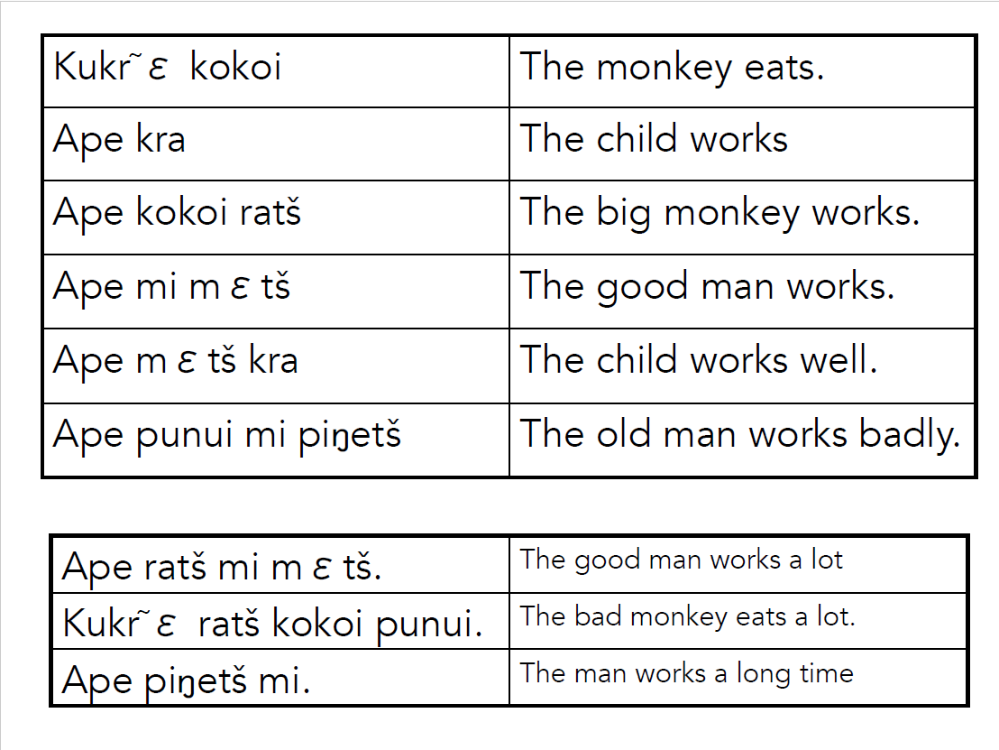 Kukr˜ɛ kokoi The monkey eats.
Ape kra The child works
Ape kokoi ratš The big monkey works.
Ape mi m ɛ tš The good man works.
Ape m ɛ tš kra The child works well.
Ape punui mi piŋetš The old man works badly.
Ape ratš mi m ɛ tš. The good man works a lot
Kukr˜ɛ ratš kokoi punui. The bad monkey eats a lot.
Ape piŋetš mi. The man works a long time